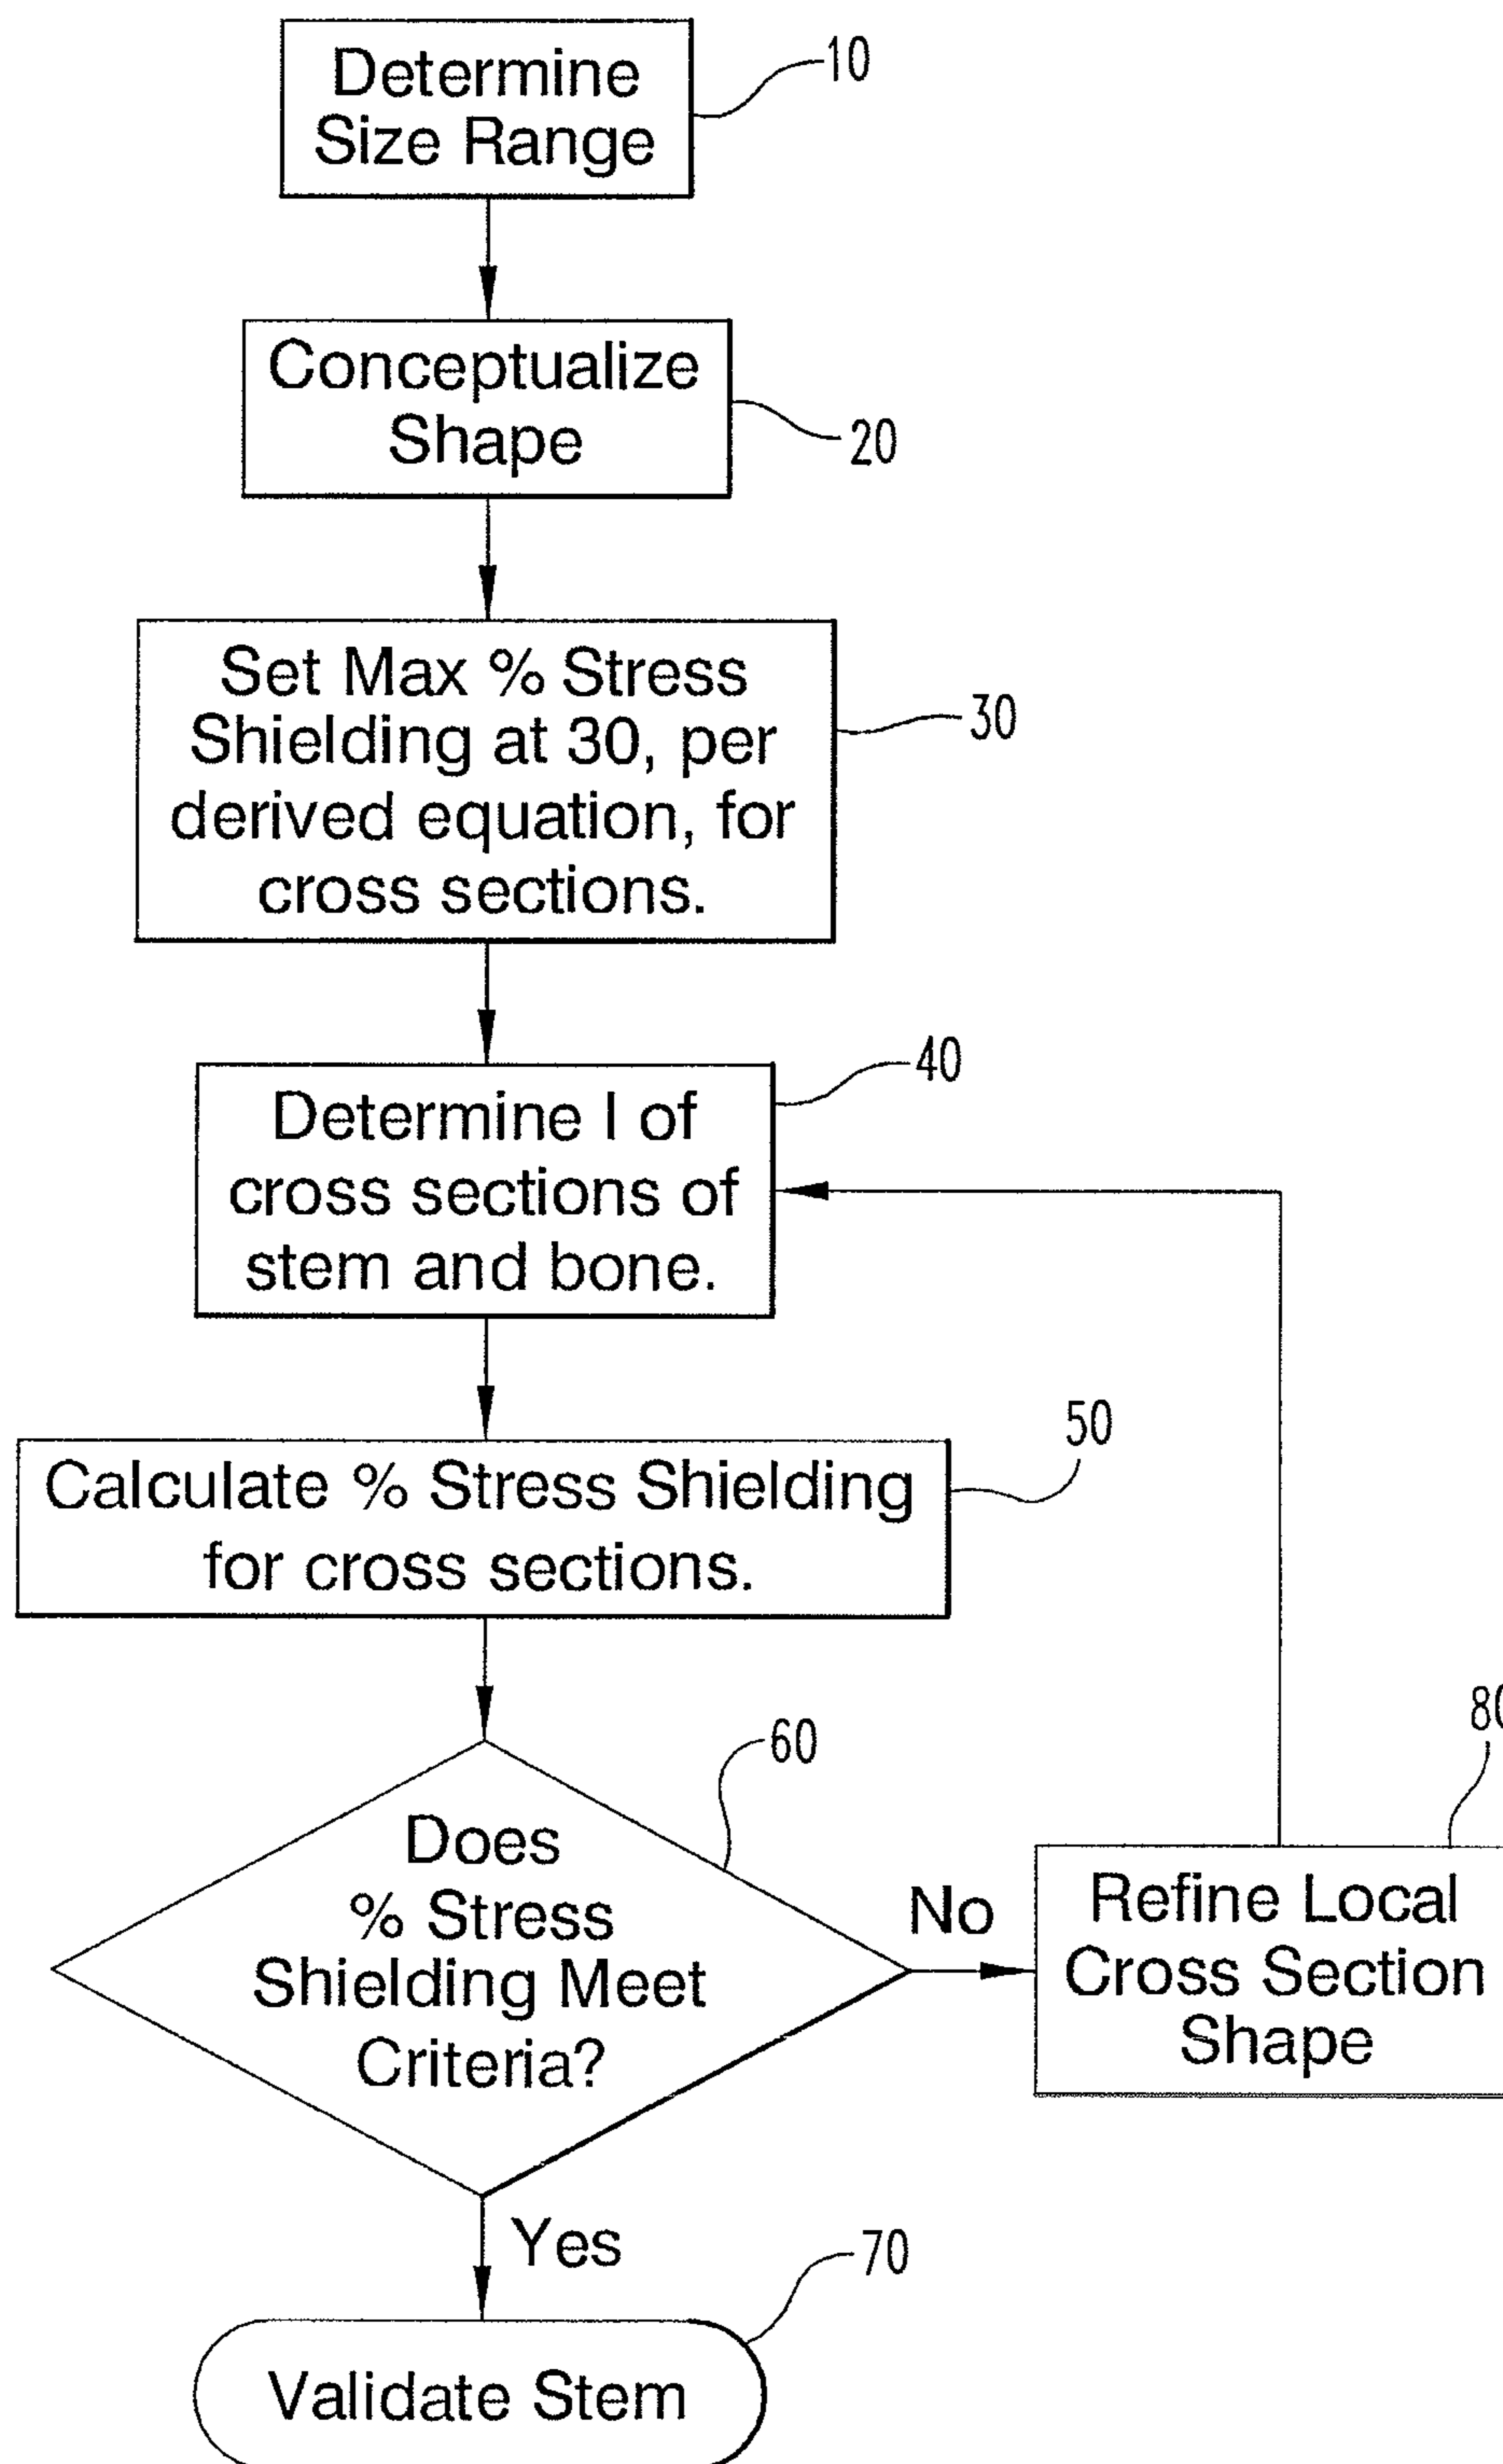 Determine
Size Range
10
Conceptualize
Shape
20
Set Max % Stress
Shielding at 30, per
derived equation, for
cross sections.
30
Determine I of
cross sections of
stem and bone.
40
Calculate % Stress Shielding
for cross sections.
50
Does
% Stress
Shielding Meet
Criteria?
60
No
Refine Local
Cross Section
Shape
80
Yes
Validate Stem
70